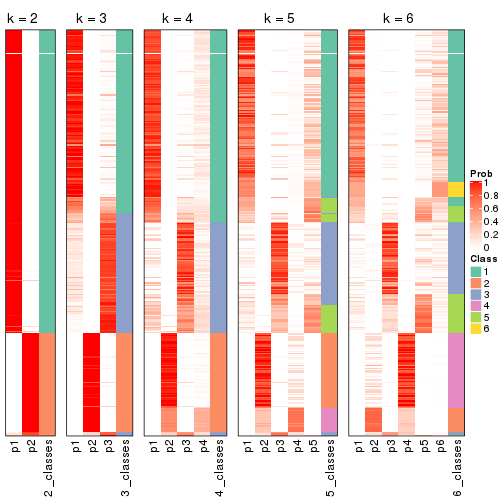 k = 2
k = 3
k = 4
k = 5
k = 6
p1
p2
2_classes
p1
p2
p3
3_classes
p1
p2
p3
p4
4_classes
p1
p2
p3
p4
p5
5_classes
p1
p2
p3
p4
p5
p6
6_classes
Prob
1
0.8
0.6
0.4
0.2
0
Class
1
2
3
4
5
6